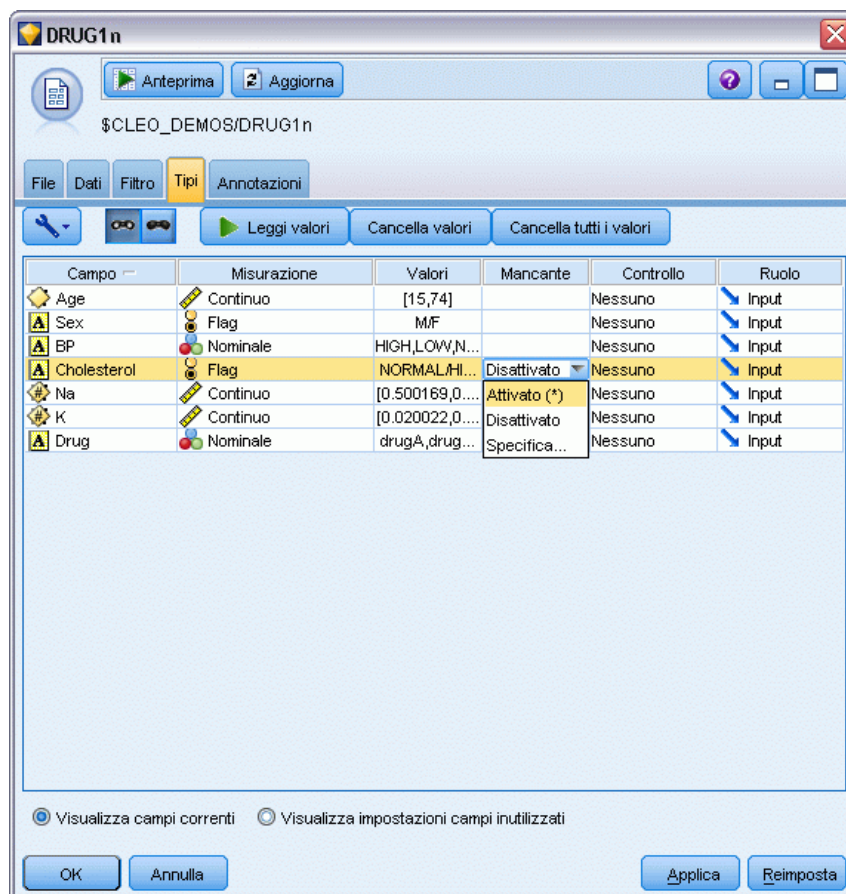 DRUG1n
Anteprima Aggiorna
$CLEO_DEMOS/DRUG1n
File Dati Filtro Tipi Annotazioni
Leggi valori Cancella valori Cancella tutti i valori
Campo Misurazione Valori Mancante Controllo Ruolo
Age Continuo [15,74] Nessuno Input
A Sex Flag M/F Nessuno Input
A BP Nominale HIGH,LOW,N... Nessuno Input
A Cholesterol Flag NORMAL/HI... Disattivato Nessuno Input
# Na Continuo [0.500169,0.... Attivato (*) Nessuno Input
# K Continuo [0.020022,0.... Disattivato Nessuno Input
A Drug Nominale drugA,drug... Specifica... Nessuno Input
Visualizza campi correnti Visualizza impostazioni campi inutilizzati
OK Annulla Applica Reimposta